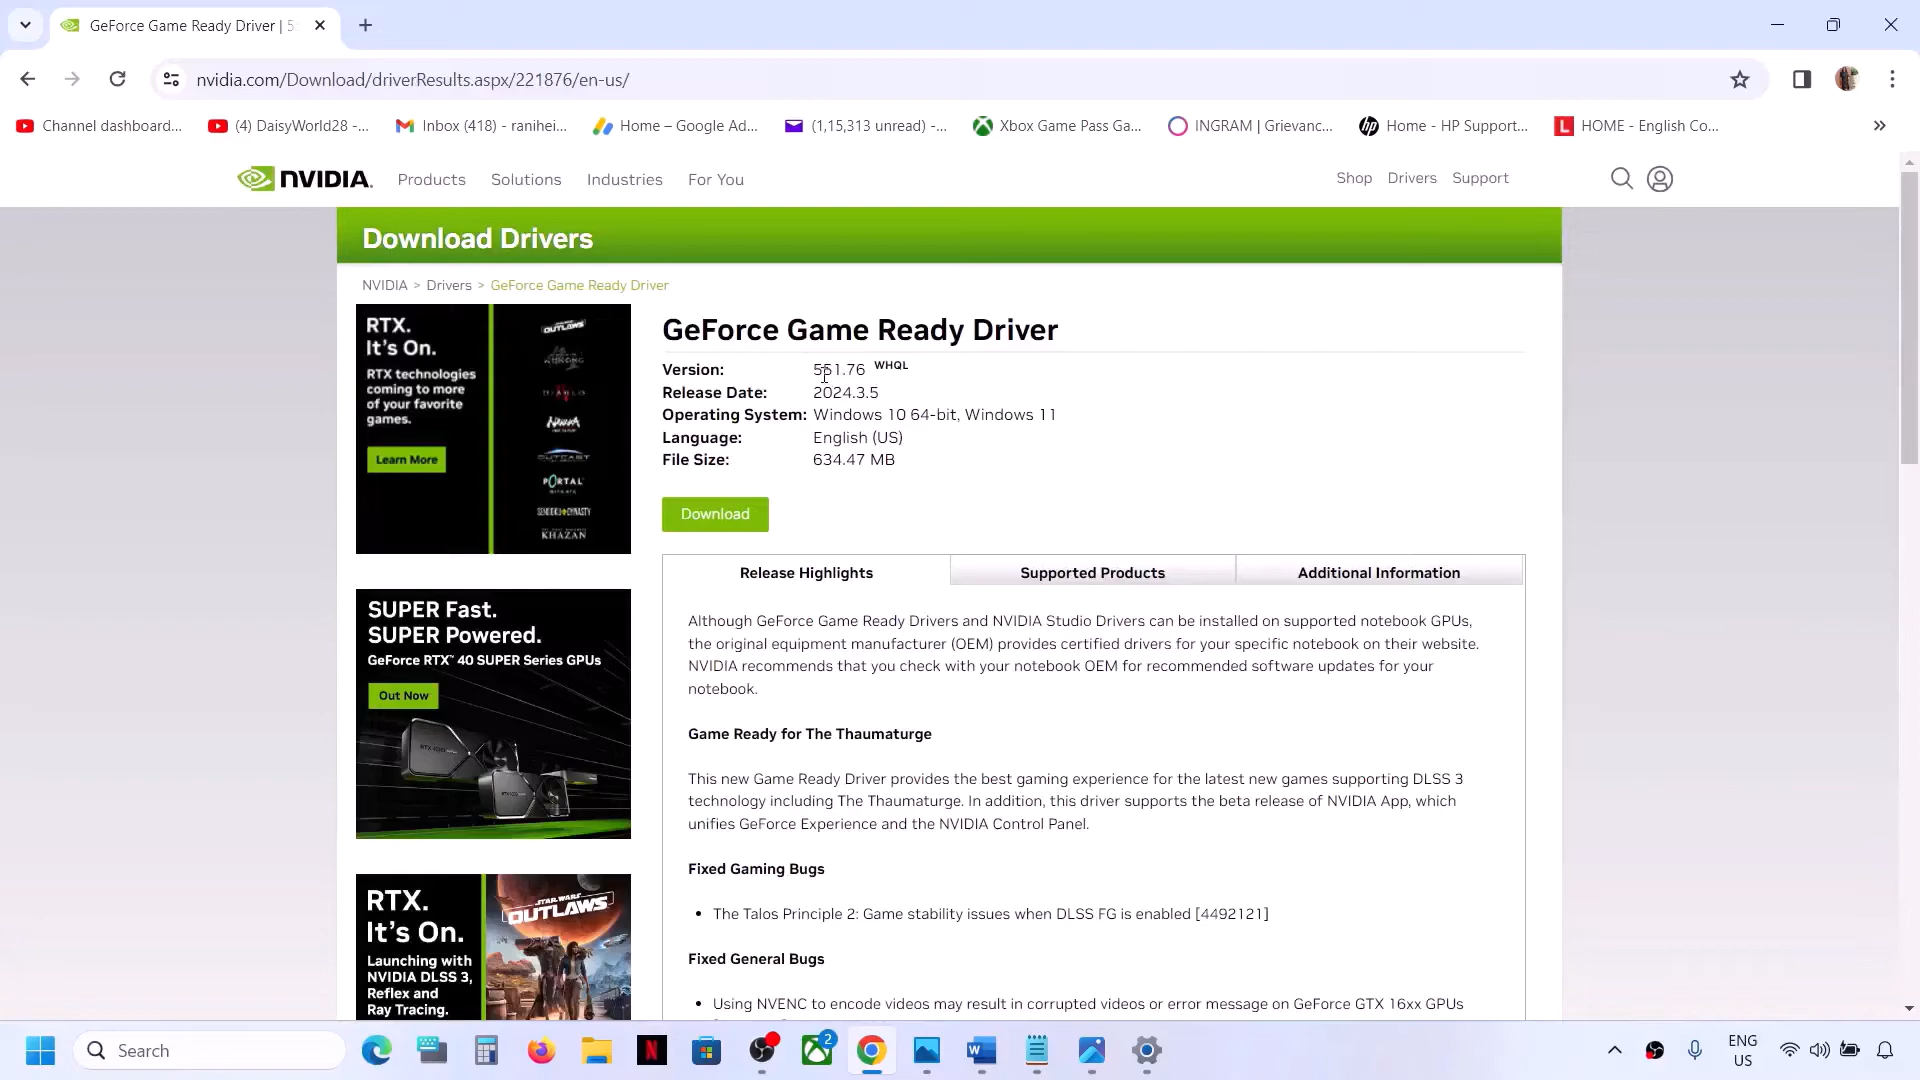 GeForce Game Ready Driver | 5
nvidia.com/Download/driverResults.aspx/221876/en-us/
Channel dashboard...
(4) DaisyWorld28 -...
Inbox (418) - ranihei...
Home – Google Ad...
(1,15,313 unread) -...
Xbox Game Pass Ga...
INGRAM | Grievanc...
Home - HP Support...
HOME - English Co...
NVIDIA.
Products
Solutions
Industries
For You
Shop
Drivers
Support
Download Drivers
NVIDIA > Drivers > GeForce Game Ready Driver
RTX.
It's On.
RTX technologies
coming to more
of your favorite
games.
Learn More
OUTLAWS
DIABLO
NARAKA
OUTCAST
PORTAL
KHAZAN
GeForce Game Ready Driver
Version: 551.76 WHQL
Release Date: 2024.3.5
Operating System: Windows 10 64-bit, Windows 11
Language: English (US)
File Size: 634.47 MB
Download
Release Highlights
Supported Products
Additional Information
Although GeForce Game Ready Drivers and NVIDIA Studio Drivers can be installed on supported notebook GPUs,
the original equipment manufacturer (OEM) provides certified drivers for your specific notebook on their website.
NVIDIA recommends that you check with your notebook OEM for recommended software updates for your
notebook.
Game Ready for The Thaumaturge
This new Game Ready Driver provides the best gaming experience for the latest new games supporting DLSS 3
technology including The Thaumaturge. In addition, this driver supports the beta release of NVIDIA App, which
unifies GeForce Experience and the NVIDIA Control Panel.
Fixed Gaming Bugs
• The Talos Principle 2: Game stability issues when DLSS FG is enabled [4492121]
Fixed General Bugs
• Using NVENC to encode videos may result in corrupted videos or error message on GeForce GTX 16xx GPUs
SUPER Fast.
SUPER Powered.
GeForce RTX™ 40 SUPER Series GPUs
Out Now
RTX.
It's On.
Launching with
NVIDIA DLSS 3,
Reflex and
Ray Tracing.
STAR WARS
OUTLAWS
Search
2
ENG
US